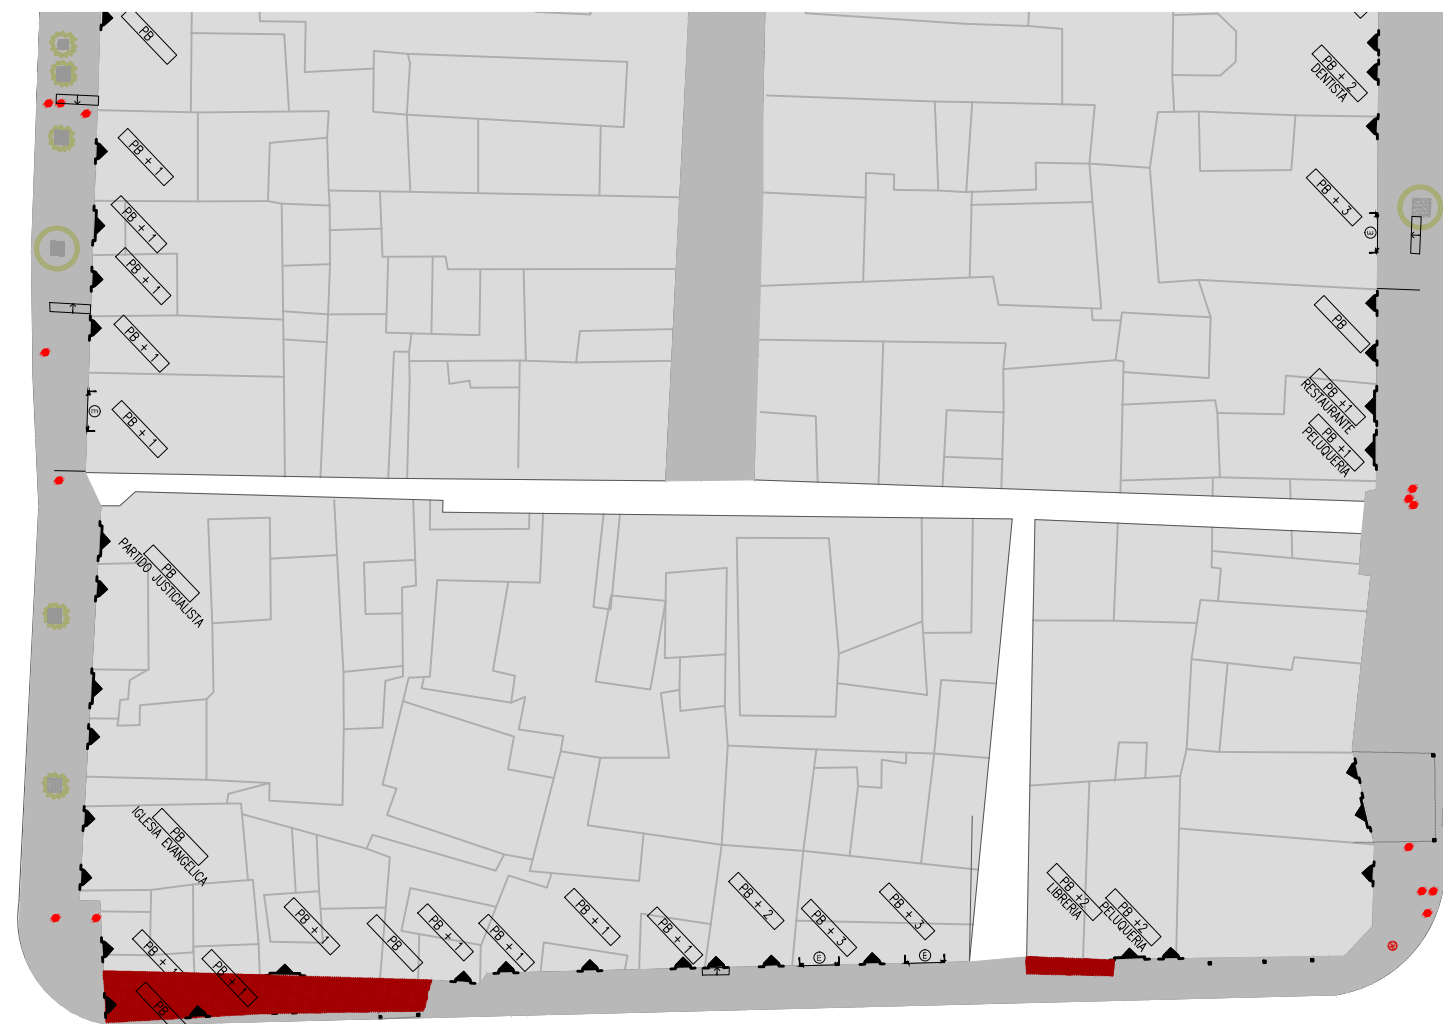 PB
PB + 2
DENTISTA
PB + 1
PB + 3
PB + 1
E
PB + 1
PB
PB + 1
PB +1
RESTAURANTE
E
PB + 1
PB +1
PELUQUERIA
PB
PARTIDO JUSTICIALISTA
PB
IGLESIA EVANGELICA
PB +2
LIBRERIA
PB +2
PELUQUERIA
PB + 1
PB
PB + 1
PB + 1
PB + 1
PB + 1
PB + 2
PB + 3
PB + 3
E
E
PB + 1
PB + 1
PB